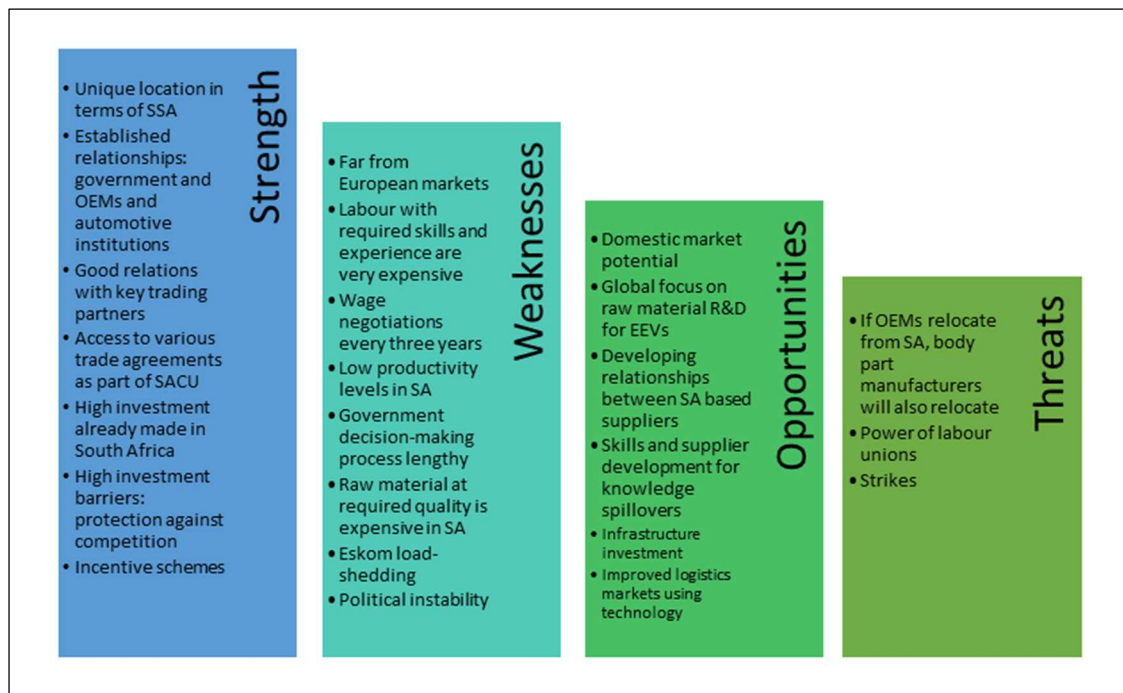 Strength
• Unique location in
terms of SSA
• Established
relationships:
government and
OEMs and
automotive
institutions
• Good relations
with key trading
partners
• Access to various
trade agreements
as part of SACU
• High investment
already made in
South Africa
• High investment
barriers:
protection against
competition
• Incentive schemes
Weaknesses
• Far from
European markets
• Labour with
required skills and
experience are
very expensive
• Wage
negotiations
every three years
• Low productivity
levels in SA
• Government
decision-making
process lengthy
• Raw material at
required quality is
expensive in SA
• Eskom load-
shedding
• Political instability
Opportunities
• Domestic market
potential
• Global focus on
raw material R&D
for EEVs
• Developing
relationships
between SA based
suppliers
• Skills and supplier
development for
knowledge
spillovers
• Infrastructure
investment
• Improved logistics
markets using
technology
Threats
• If OEMs relocate
from SA, body
part
manufacturers
will also relocate
• Power of labour
unions
• Strikes